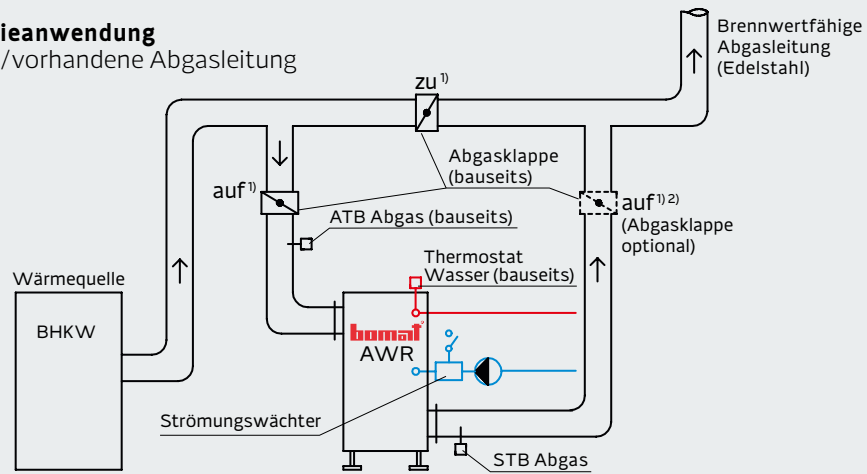 ieanwendung
/vorhandene Abgasleitung
Brennwertfähige
Abgasleitung
(Edelstahl)
zu 1)
Abgasklappe
(bauseits)
auf 1)
auf 1) 2)
(Abgasklappe
optional)
ATB Abgas (bauseits)
Thermostat
Wasser (bauseits)
Wärmequelle
BHKW
bomat
AWR
Strömungswächter
STB Abgas